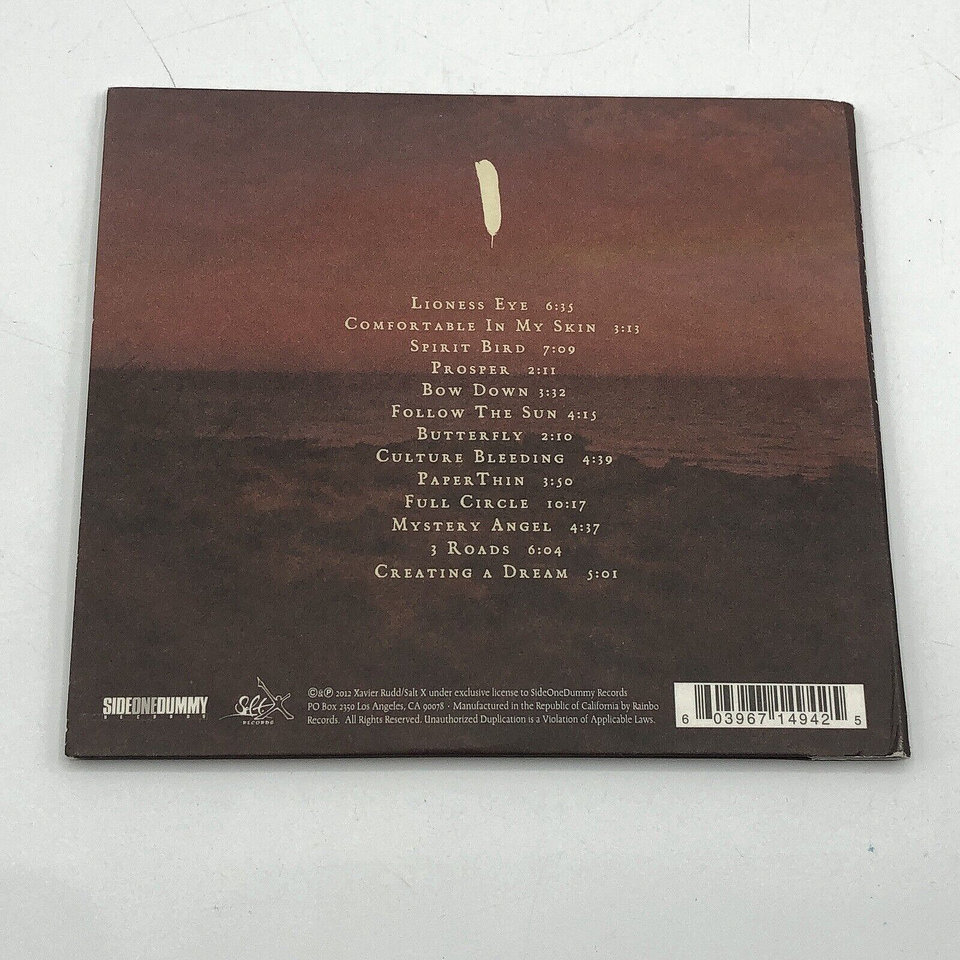 Lioness Eye 6:35
Comfortable In My Skin 3:13
Spirit Bird 7:09
Prosper 2:11
Bow Down 3:32
Follow The Sun 4:15
Butterfly 2:10
Culture Bleeding 4:39
PaperThin 3:50
Full Circle 10:17
Mystery Angel 4:37
3 Roads 6:04
Creating a Dream 5:01
SIDEONEDUMMY
RECORDS
Salt X
RECORDS
©&℗ 2012 Xavier Rudd/Salt X under exclusive license to SideOneDummy Records
PO Box 2350 Los Angeles, CA 90078 · Manufactured in the Republic of California by Rainbo
Records. All Rights Reserved. Unauthorized Duplication is a Violation of Applicable Laws.
6 03967 14942 5